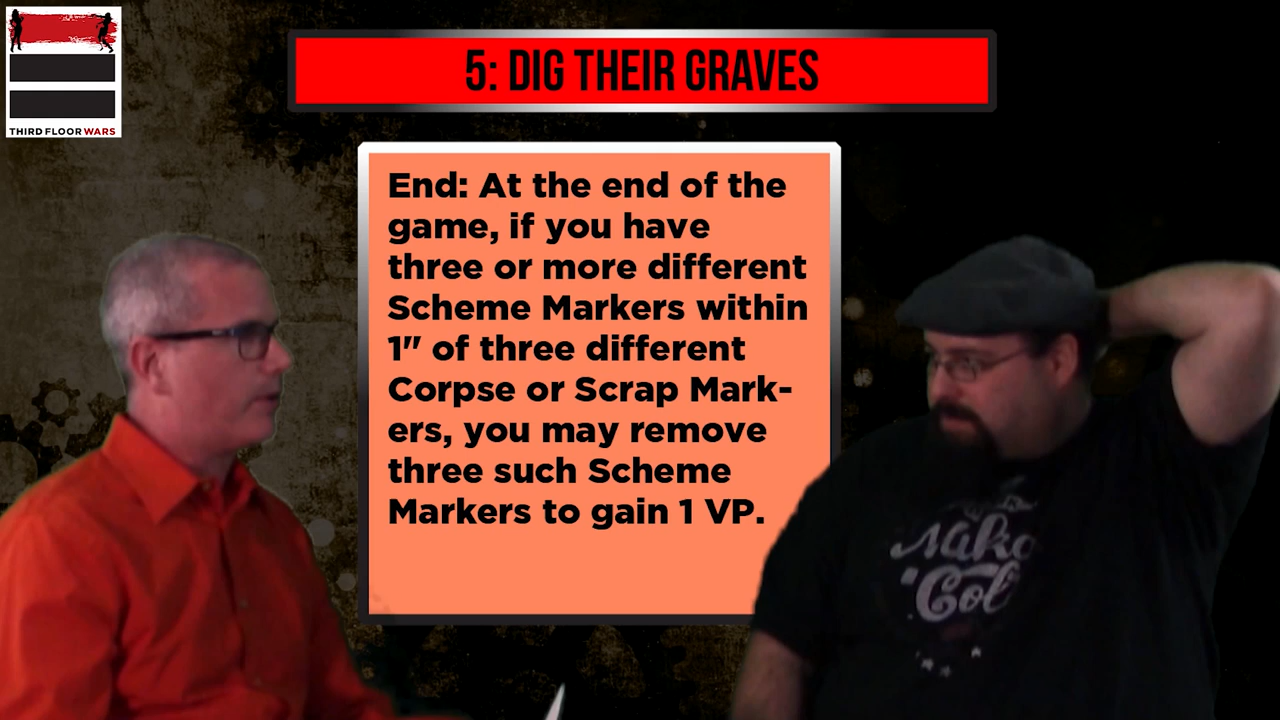 5: DIG THEIR GRAVES
THIRD FLOOR WARS
End: At the end of the
game, if you have
three or more different
Scheme Markers within
1" of three different
Corpse or Scrap Mark-
ers, you may remove
three such Scheme
Markers to gain 1 VP.